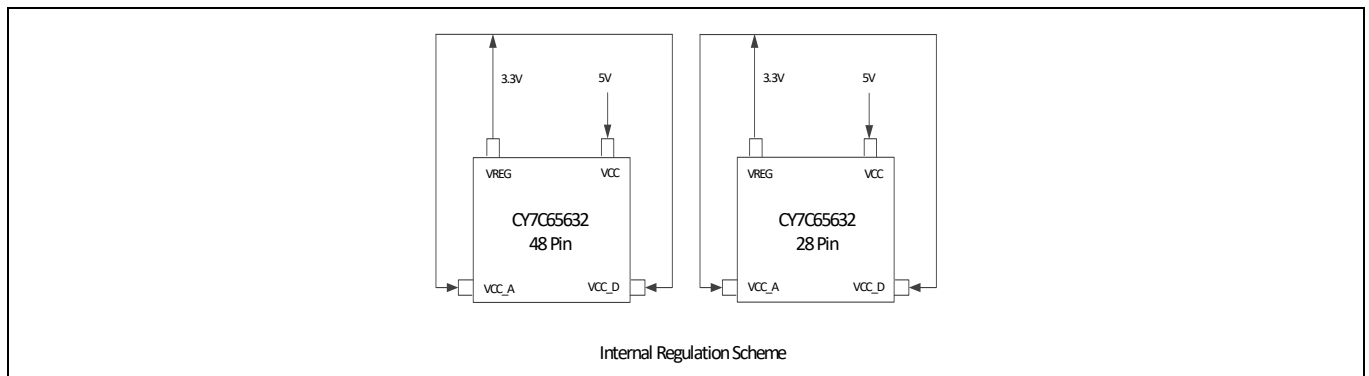 3.3V
5V
VREG
VCC
CY7C65632
48 Pin
VCC_A
VCC_D
3.3V
5V
VREG
VCC
CY7C65632
28 Pin
VCC_A
VCC_D
Internal Regulation Scheme